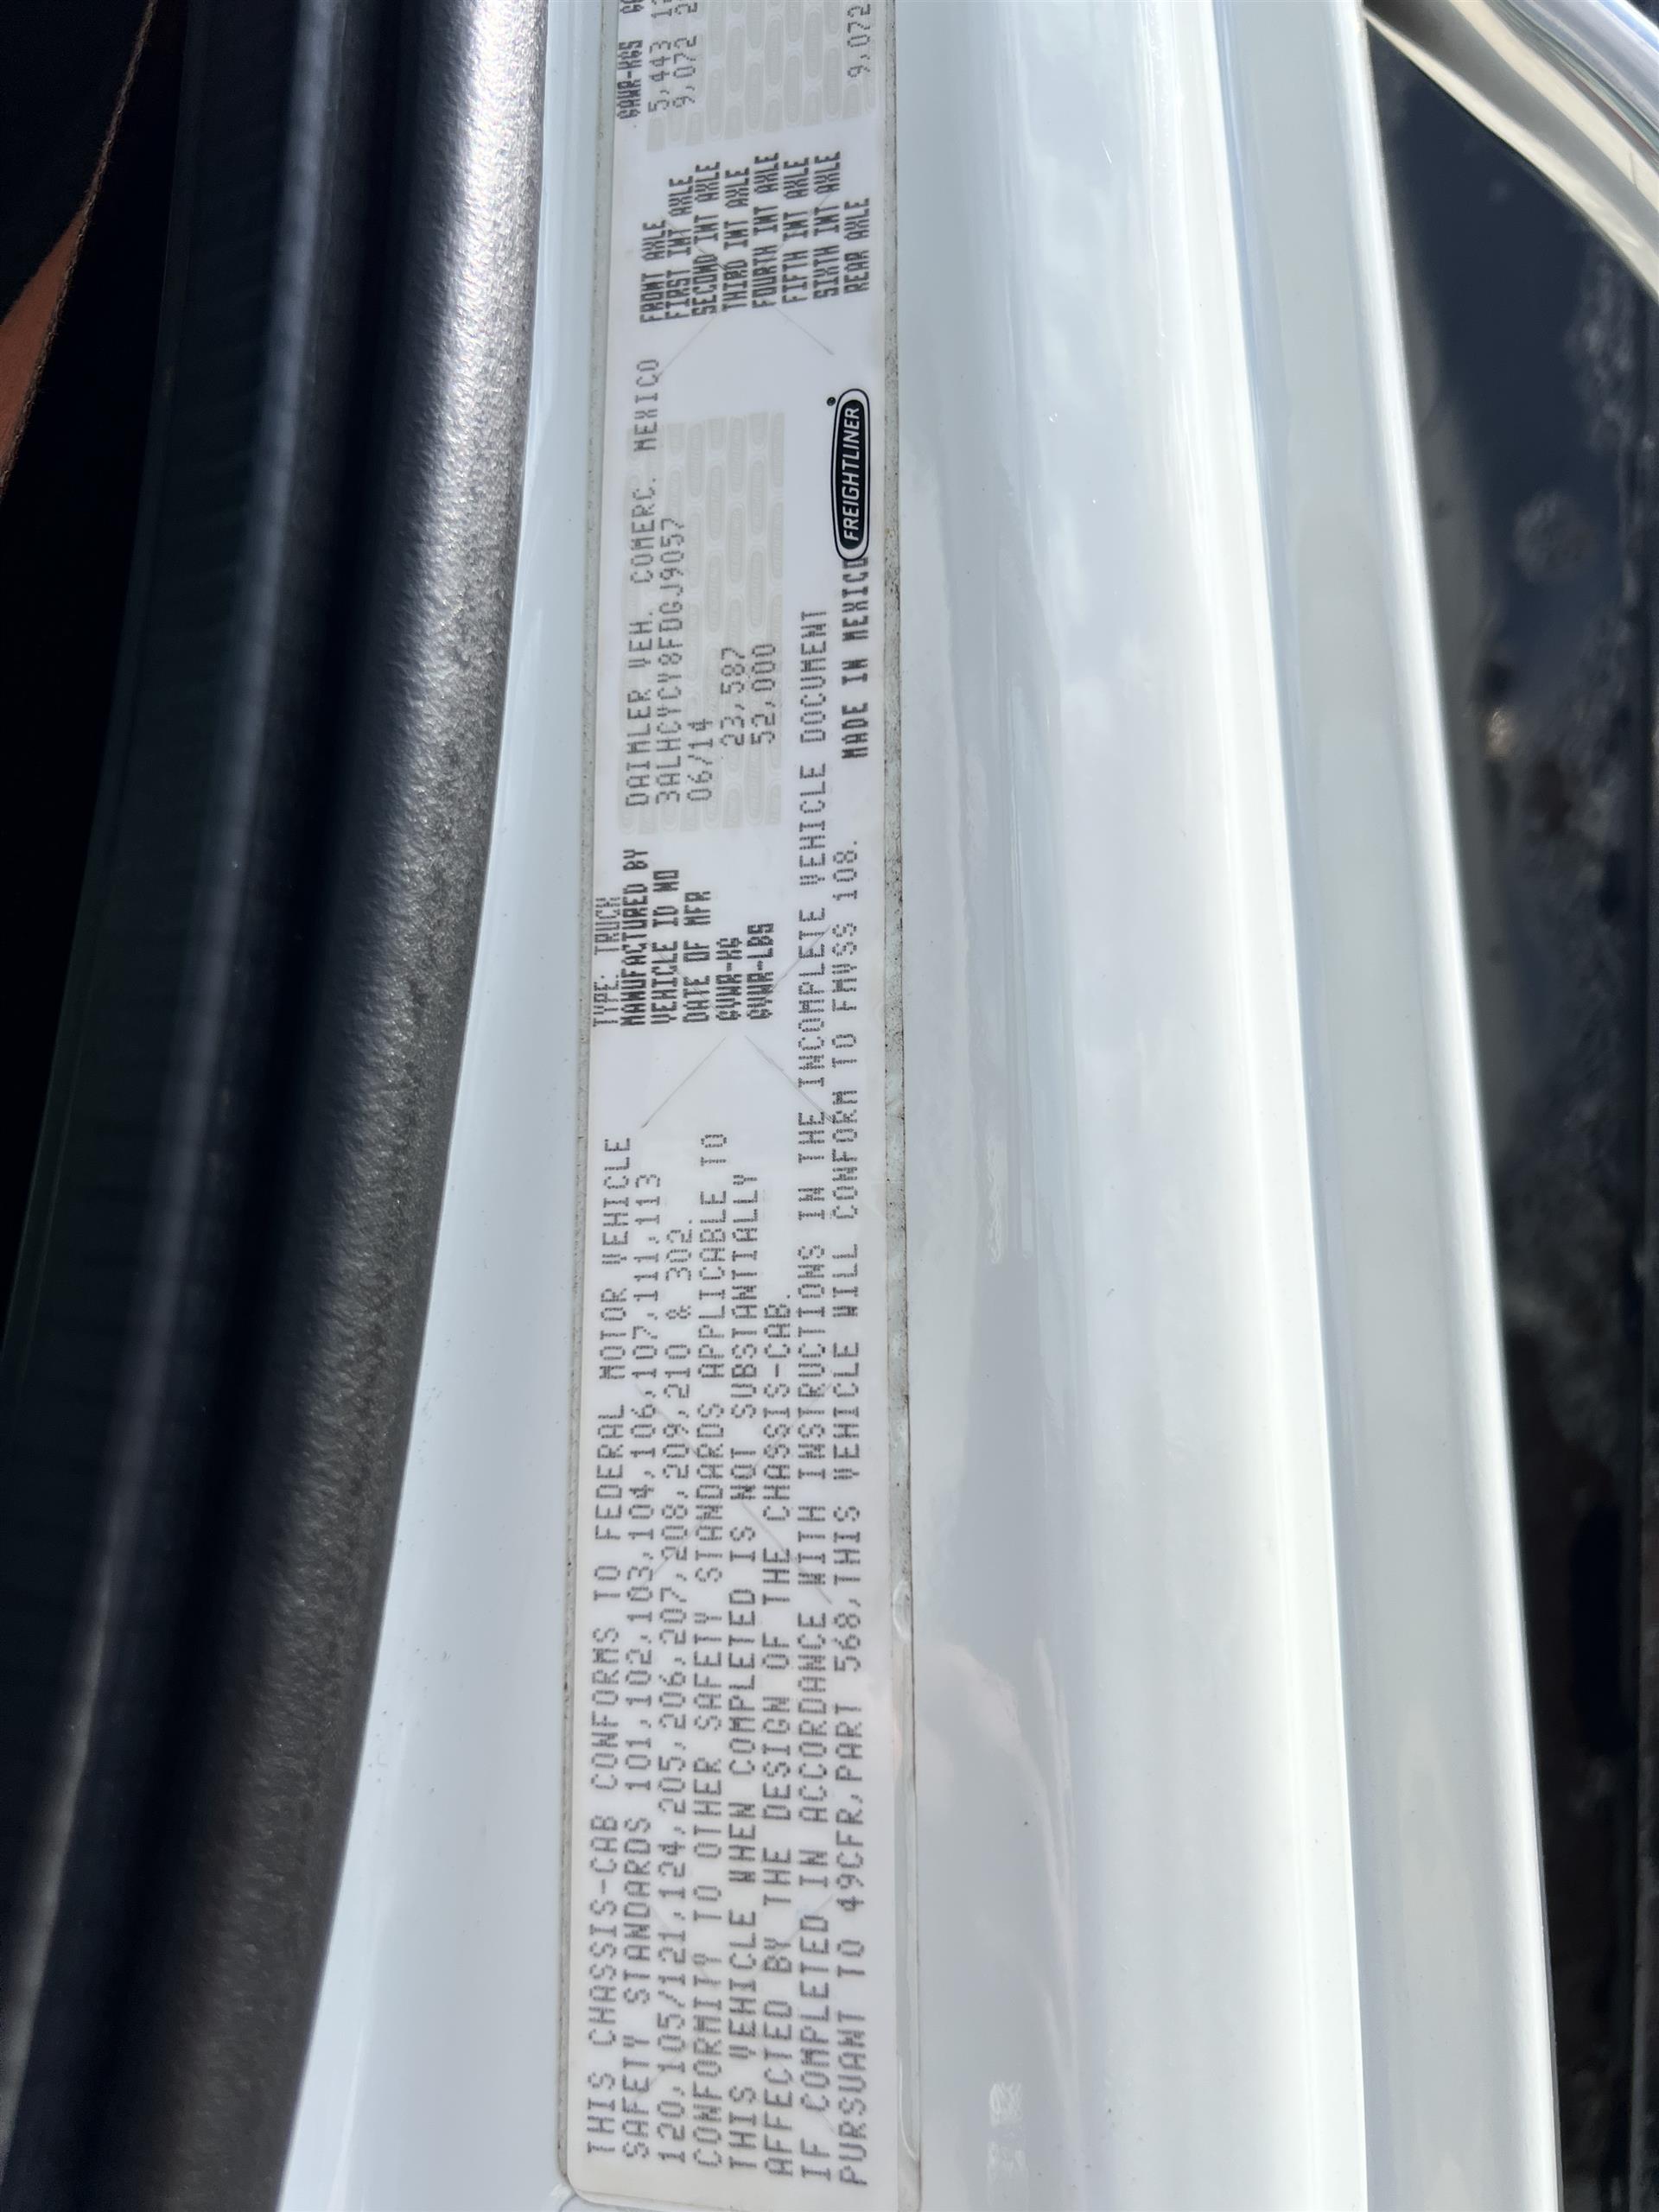 THIS CHASSIS-CAB CONFORMS TO FEDERAL MOTOR VEHICLE
SAFETY STANDARDS 101,102,103,104,106,107,111,113
120,105/121,124,205,206,207,208,209,210 & 302.
CONFORMITY TO OTHER SAFETY STANDARDS APPLICABLE TO
THIS VEHICLE WHEN COMPLETED IS NOT SUBSTANTIALLY
AFFECTED BY THE DESIGN OF THE CHASSIS-CAB.
IF COMPLETED IN ACCORDANCE WITH INSTRUCTIONS IN THE INCOMPLETE VEHICLE DOCUMENT
PURSUANT TO 49CFR,PART 568,THIS VEHICLE WILL CONFORM TO FMVSS 108.
TYPE: TRUCK
MANUFACTURED BY DAIMLER VEH. COMERC. MEXICO
VEHICLE ID NO 3ALHCYCY8FDGJ9057
DATE OF MFR 06/14
GVWR-KG 23,587
GVWR-LBS 52,000
MADE IN MEXICO
FREIGHTLINER®
GAWR-KGS
FRONT AXLE 5,443
FIRST INT AXLE 9,072
SECOND INT AXLE
THIRD INT AXLE
FOURTH INT AXLE
FIFTH INT AXLE
SIXTH INT AXLE
REAR AXLE 9,072